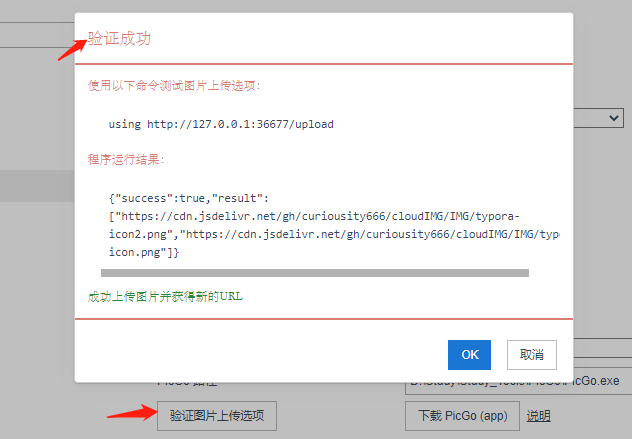 验证成功
使用以下命令测试图片上传选项：
using http://127.0.0.1:36677/upload
程序运行结果：
{"success":true,"result":
["https://cdn.jsdelivr.net/gh/curiousity666/cloudIMG/IMG/typora-
icon2.png","https://cdn.jsdelivr.net/gh/curiousity666/cloudIMG/IMG/typo
icon.png"]}
成功上传图片并获得新的URL
OK 取消
PicGo 路径 D:\Study\Study_Tools\PicGo\PicGo.exe
验证图片上传选项 下载 PicGo (app) 说明